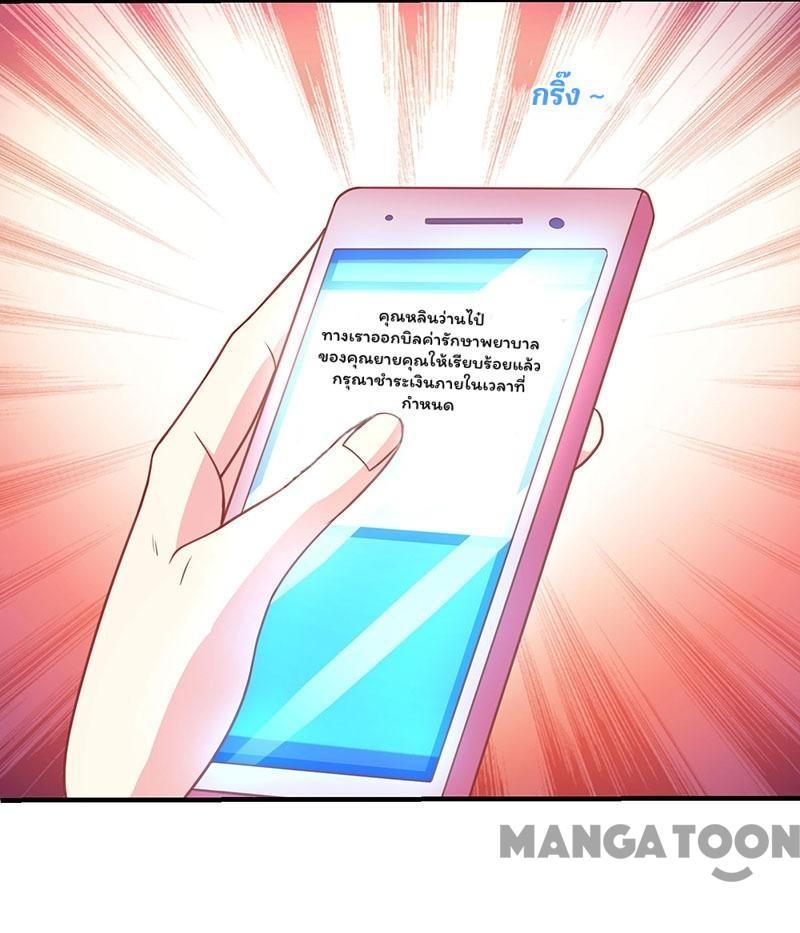 กริ๊ง ~
คุณหลินว่านไป๋
ทางเราออกบิลค่ารักษาพยาบาล
ของคุณยายคุณให้เรียบร้อยแล้ว
กรุณาชำระเงินภายในเวลาที่
กำหนด
MANGATOON